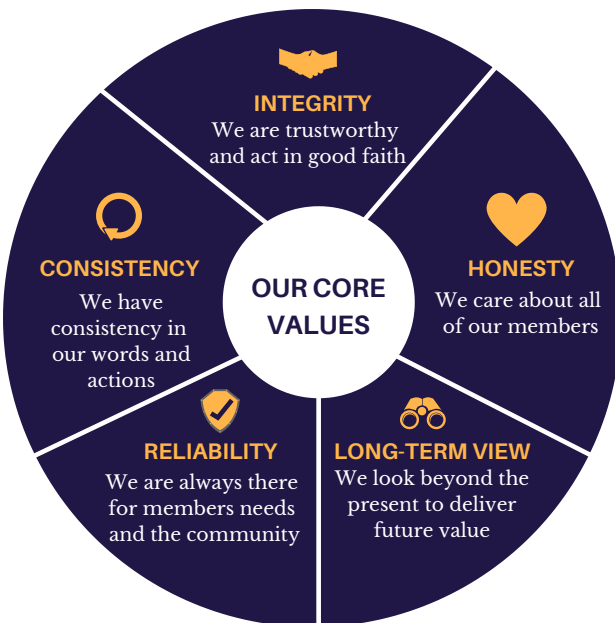 OUR CORE
VALUES
INTEGRITY
We are trustworthy
and act in good faith
HONESTY
We care about all
of our members
LONG-TERM VIEW
We look beyond the
present to deliver
future value
RELIABILITY
We are always there
for members needs
and the community
CONSISTENCY
We have
consistency in
our words and
actions